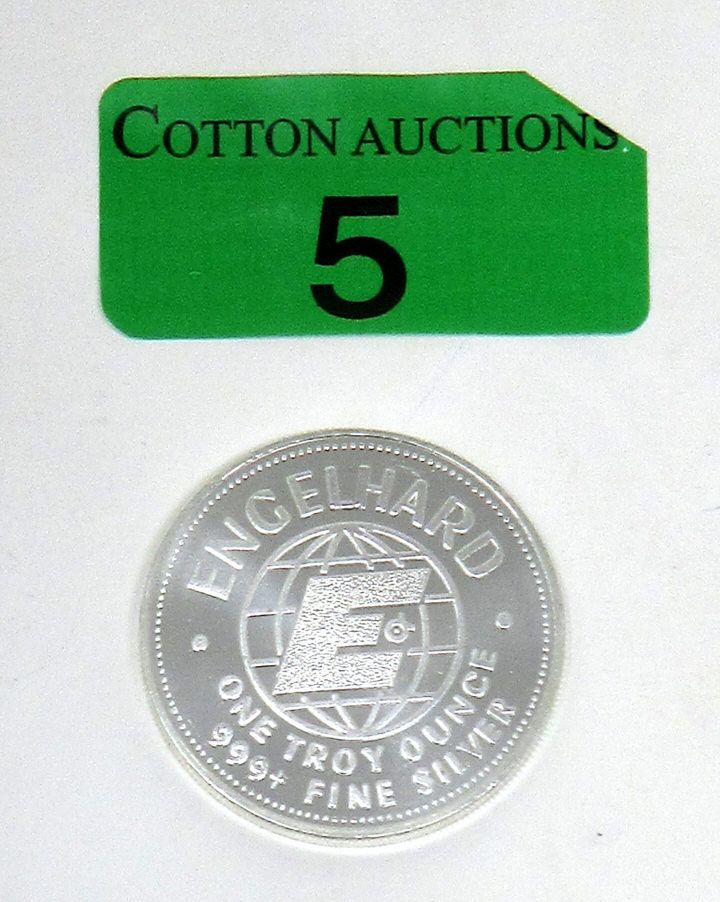 COTTON AUCTIONS
5
ENGELHARD
E
ONE TROY OUNCE
999+ FINE SILVER